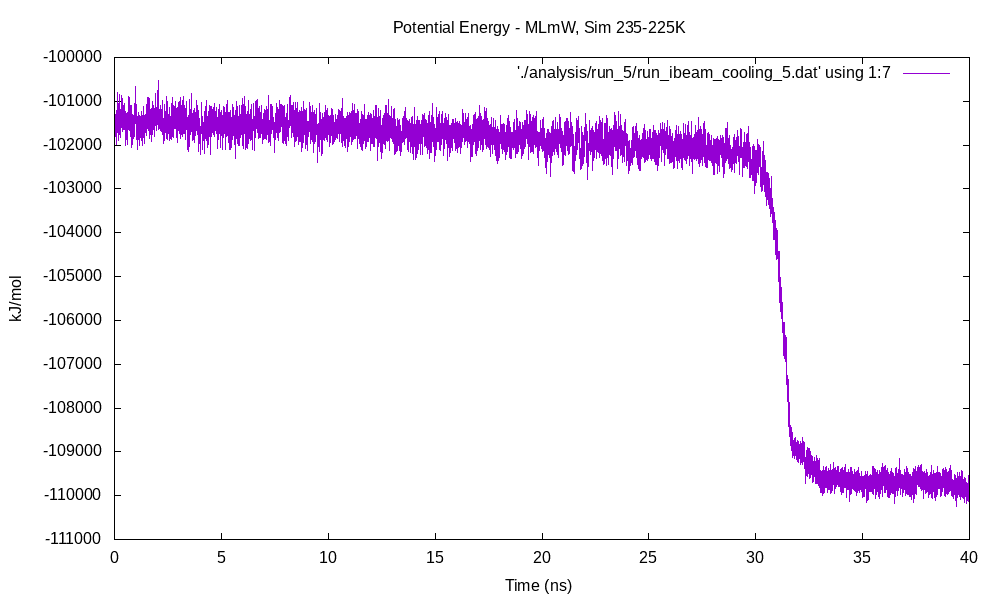 Potential Energy - MLmW, Sim 235-225K
'./analysis/run_5/run_ibeam_cooling_5.dat' using 1:7
-100000
-101000
-102000
-103000
-104000
-105000
-106000
-107000
-108000
-109000
-110000
-111000
kJ/mol
0 5 10 15 20 25 30 35 40
Time (ns)